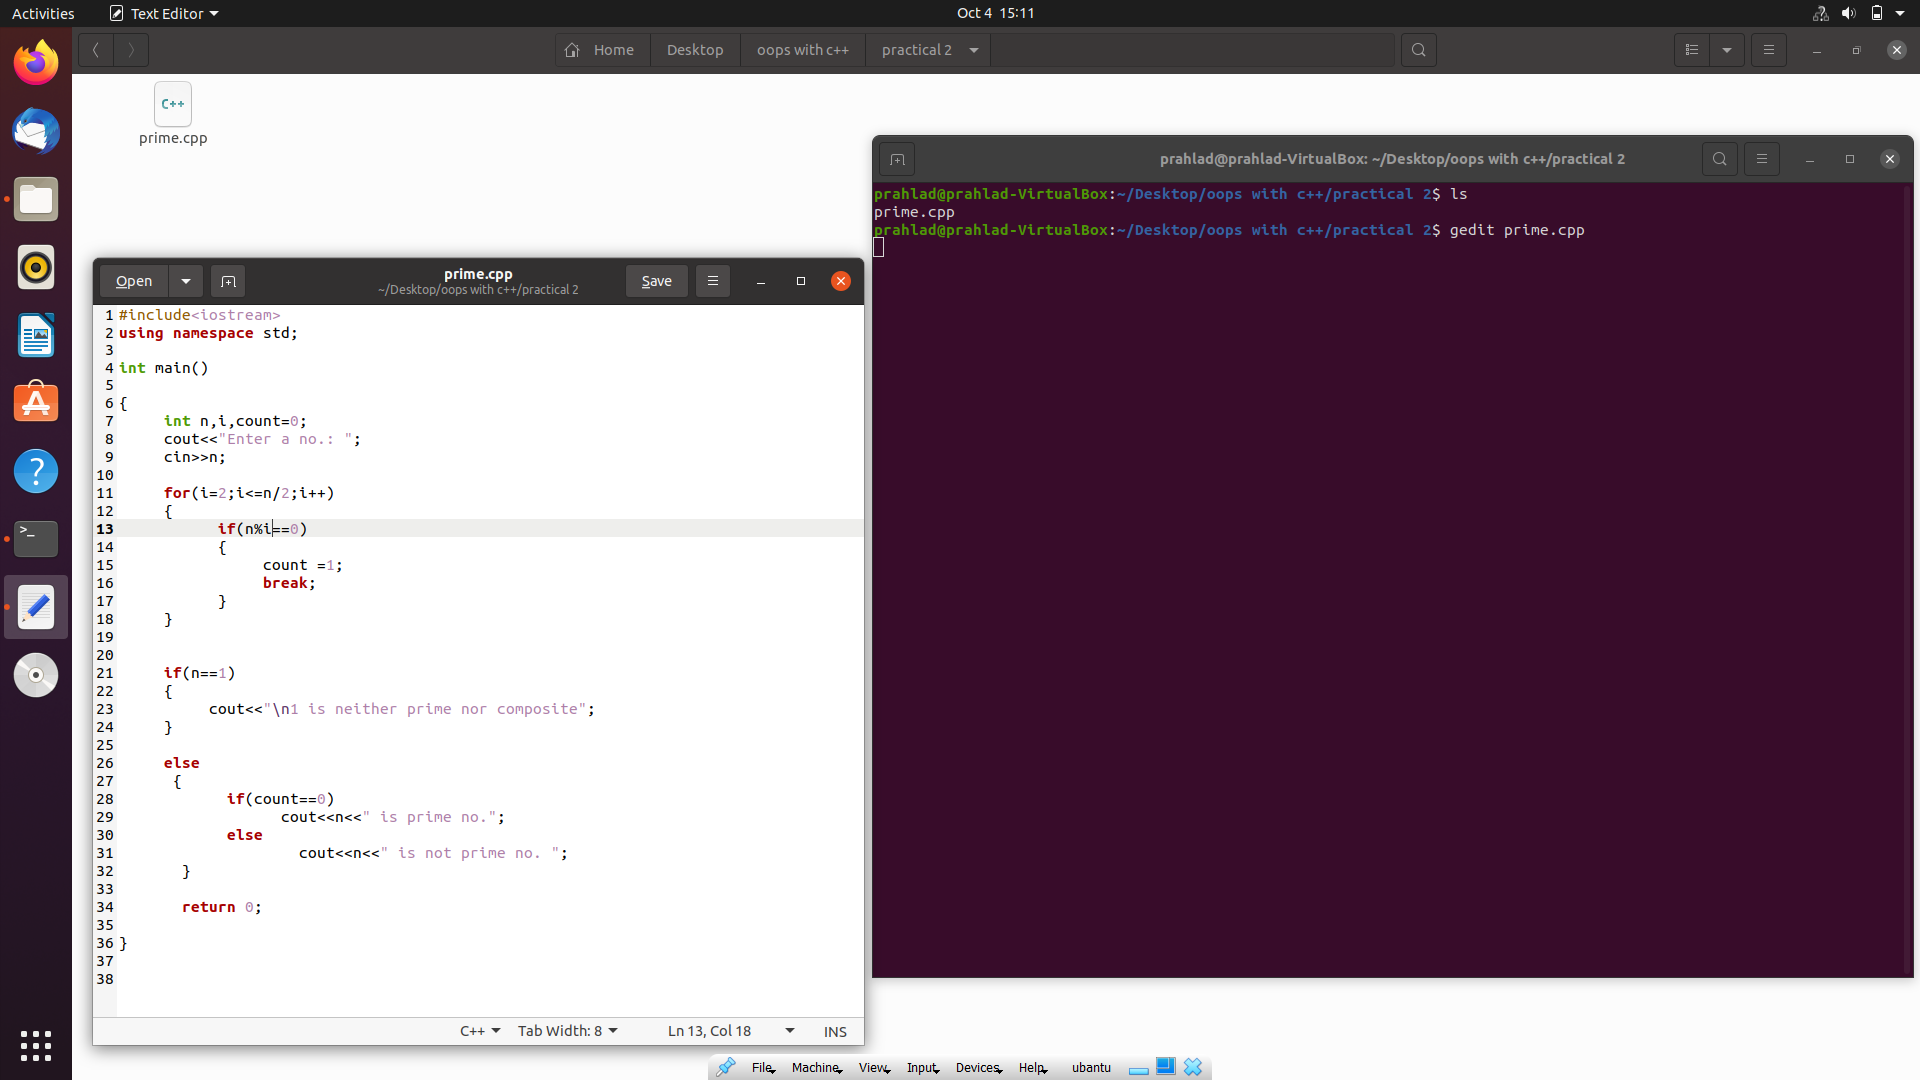 Activities Text Editor Oct 4 15:11
Home Desktop oops with c++ practical 2
C++
prime.cpp
prahlad@prahlad-VirtualBox: ~/Desktop/oops with c++/practical 2
prahlad@prahlad-VirtualBox:~/Desktop/oops with c++/practical 2$ ls
prime.cpp
prahlad@prahlad-VirtualBox:~/Desktop/oops with c++/practical 2$ gedit prime.cpp
Open prime.cpp Save
~/Desktop/oops with c++/practical 2
1 #include<iostream>
2 using namespace std;
3
4 int main()
5
6 {
7 int n,i,count=0;
8 cout<<"Enter a no.: ";
9 cin>>n;
10
11 for(i=2;i<=n/2;i++)
12 {
13 if(n%i==0)
14 {
15 count =1;
16 break;
17 }
18 }
19
20
21 if(n==1)
22 {
23 cout<<"\n1 is neither prime nor composite";
24 }
25
26 else
27 {
28 if(count==0)
29 cout<<n<<" is prime no.";
30 else
31 cout<<n<<" is not prime no. ";
32 }
33
34 return 0;
35
36 }
37
38
C++ Tab Width: 8 Ln 13, Col 18 INS
File Machine View Input Devices Help ubantu